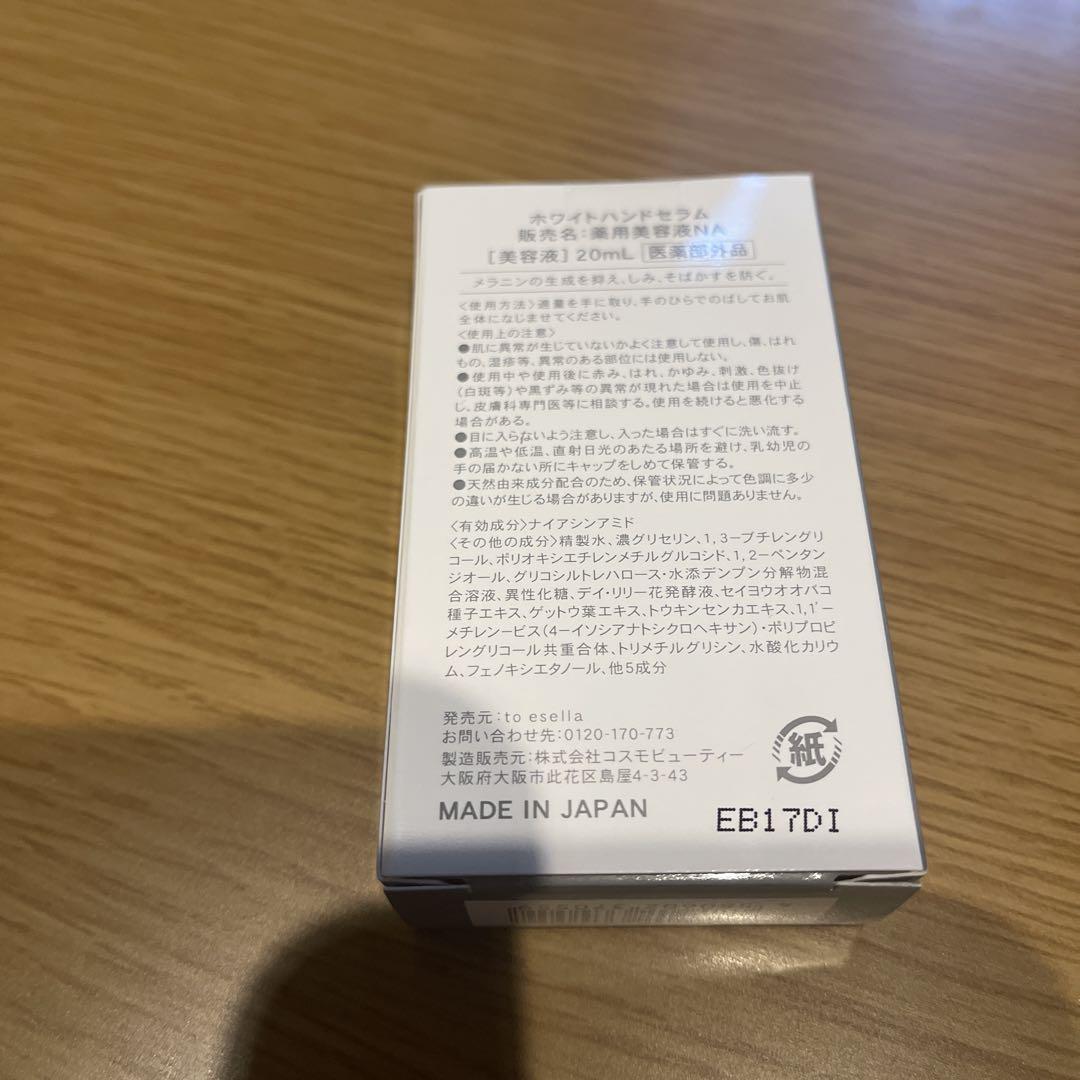 ホワイトハンドセラム
販売名：薬用美容液NA
［美容液］20mL 医薬部外品
メラニンの生成を抑え、しみ、そばかすを防ぐ。
〈使用方法〉適量を手に取り、手のひらでのばしてお肌
全体になじませてください。
〈使用上の注意〉
●肌に異常が生じていないかよく注意して使用し、傷、はれ
もの、湿疹等、異常のある部位には使用しない。
●使用中や使用後に赤み、はれ、かゆみ、刺激、色抜け
（白斑等）や黒ずみ等の異常が現れた場合は使用を中止
し、皮膚科専門医等に相談する。使用を続けると悪化する
場合がある。
●目に入らないよう注意し、入った場合はすぐに洗い流す。
●高温や低温、直射日光のあたる場所を避け、乳幼児の
手の届かない所にキャップをしめて保管する。
●天然由来成分配合のため、保管状況によって色調に多少
の違いが生じる場合がありますが、使用に問題ありません。
〈有効成分〉ナイアシンアミド
〈その他の成分〉精製水、濃グリセリン、1,3－ブチレングリ
コール、ポリオキシエチレンメチルグルコシド、1,2－ペンタン
ジオール、グリコシルトレハロース・水添デンプン分解物混
合溶液、異性化糖、デイ・リリー花発酵液、セイヨウオオバコ
種子エキス、ゲットウ葉エキス、トウキンセンカエキス、1,1'－
メチレン－ビス（4－イソシアナトシクロヘキサン）・ポリプロピ
レングリコール共重合体、トリメチルグリシン、水酸化カリウ
ム、フェノキシエタノール、他5成分
発売元：to esella
お問い合わせ先：0120-170-773
製造販売元：株式会社コスモビューティー
大阪府大阪市此花区島屋4-3-43
紙
MADE IN JAPAN
EB17DI